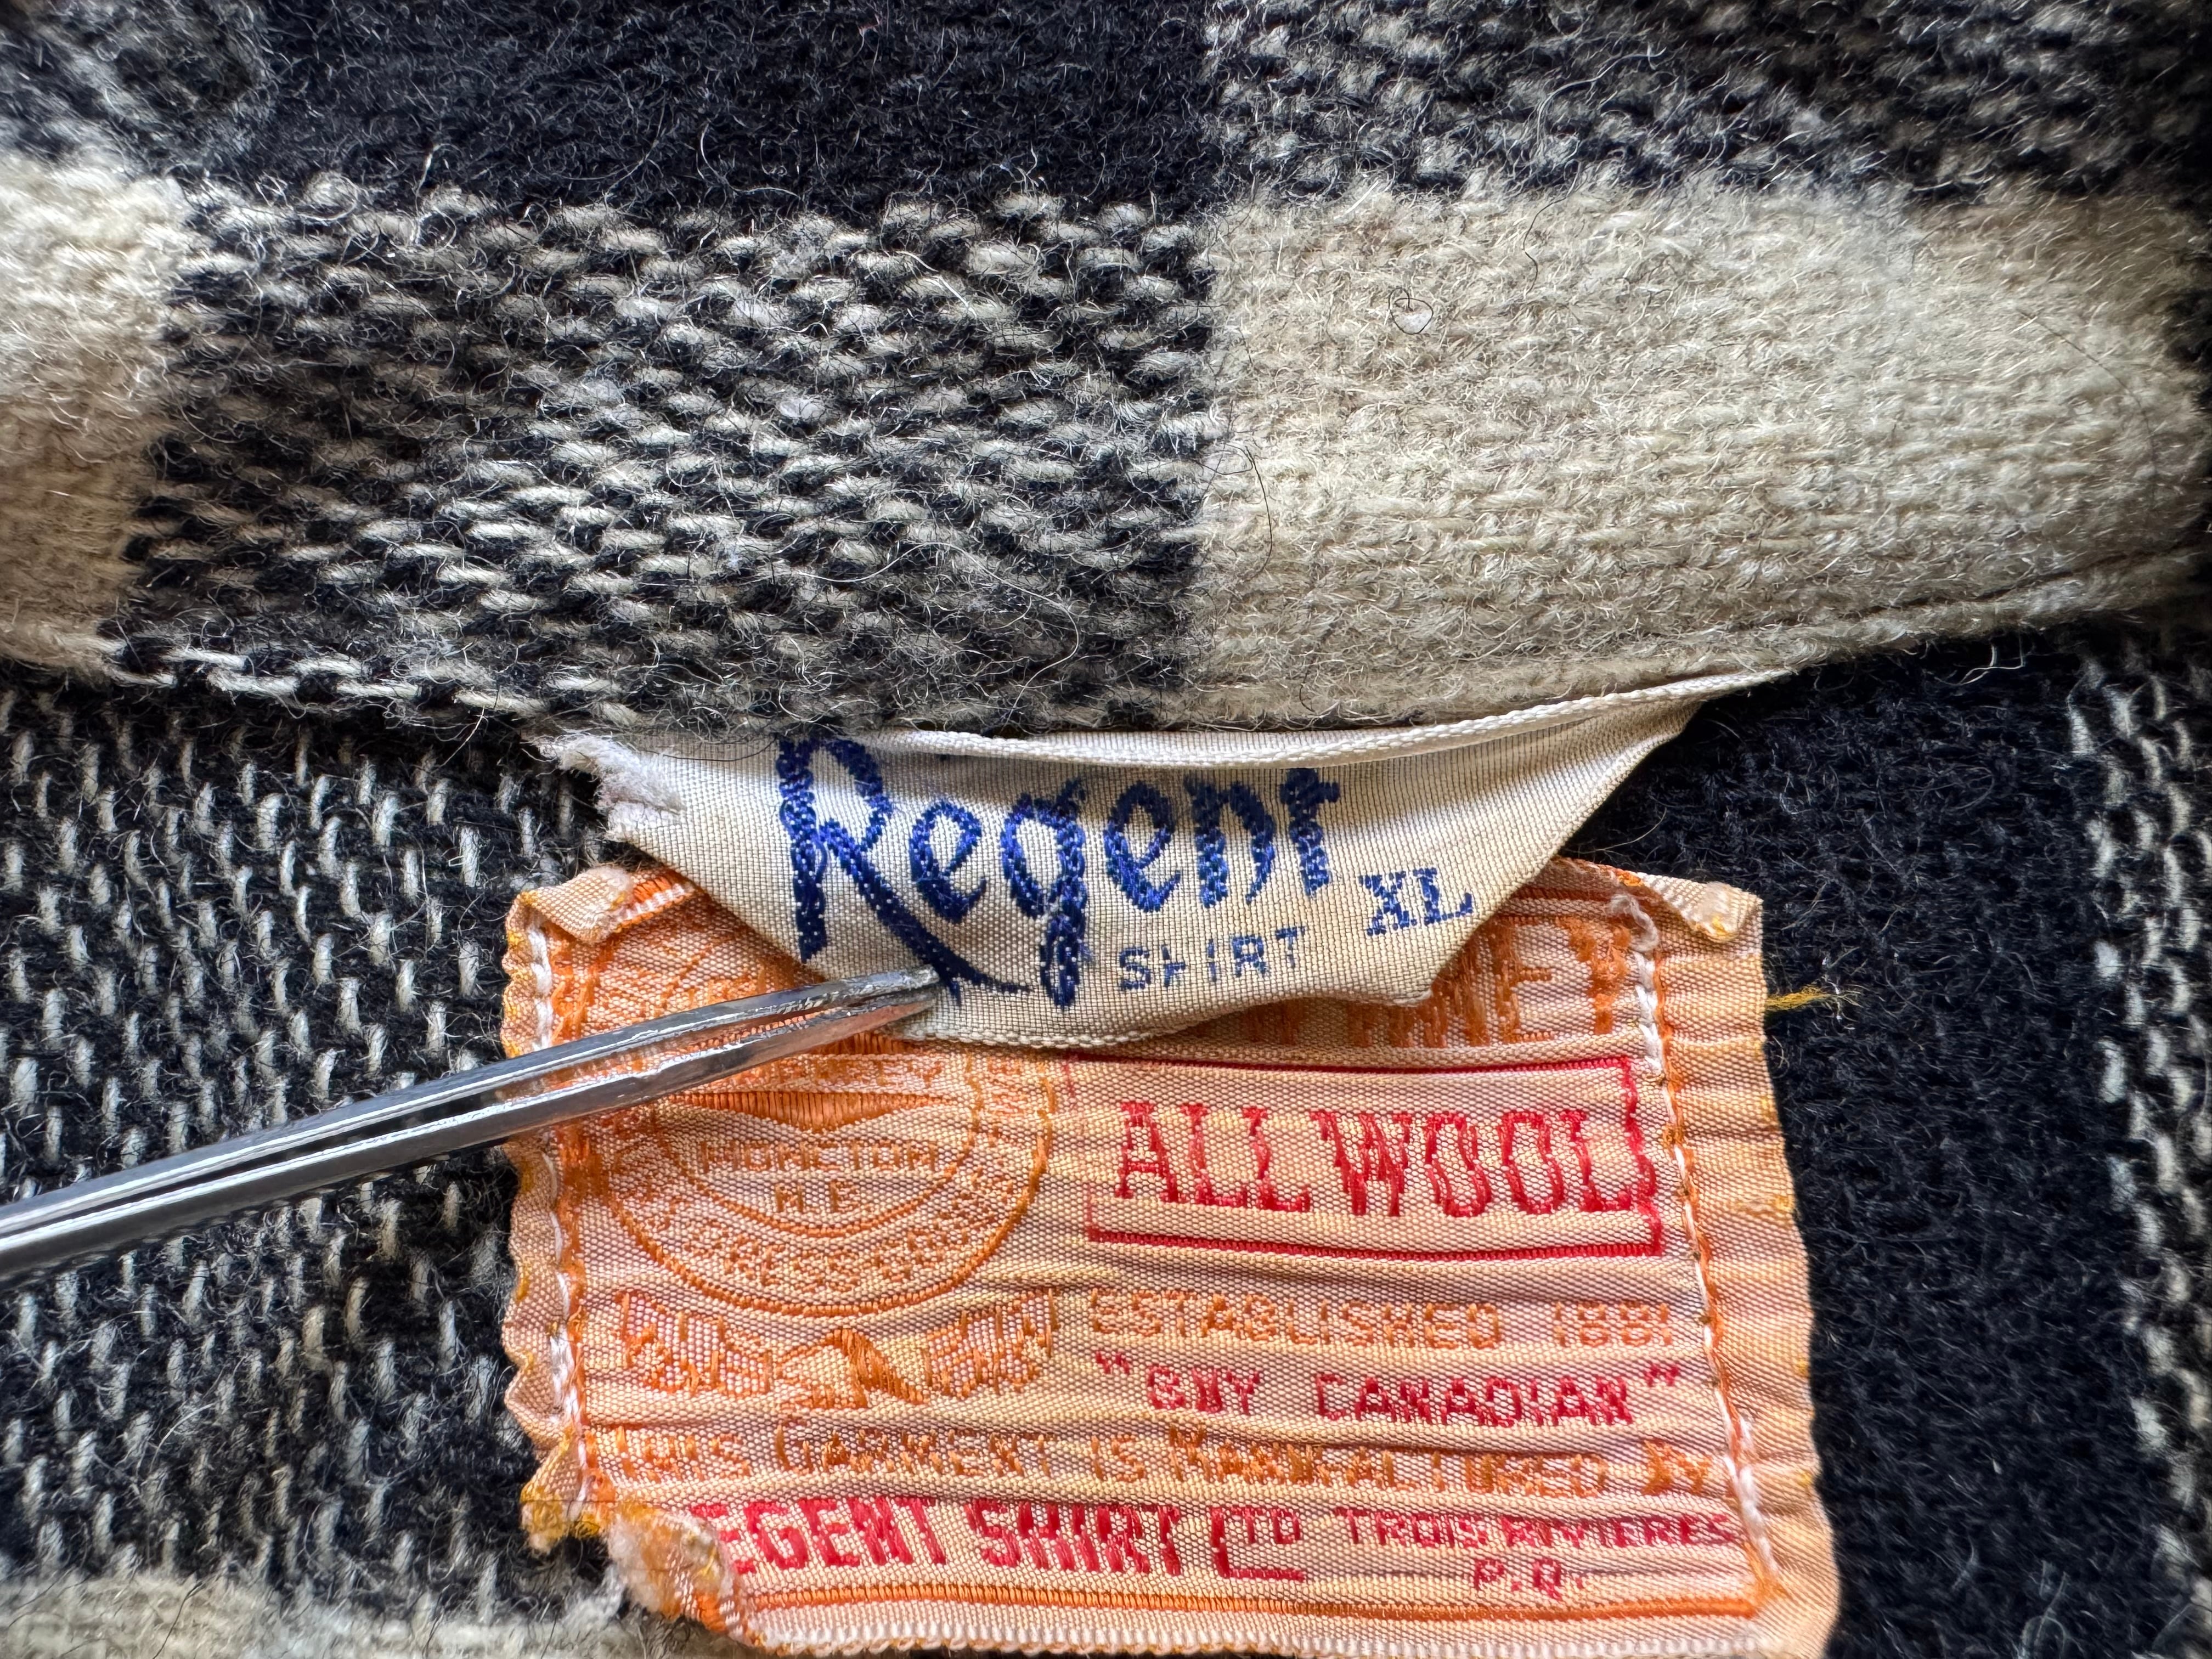 Regent
SHIRT XL
ALL WOOL
MONCTON
N.B.
ESTABLISHED 1881
"BUY CANADIAN"
THIS GARMENT IS MANUFACTURED BY
EGENT SHIRT LTD TROIS RIVIERES
P.Q.